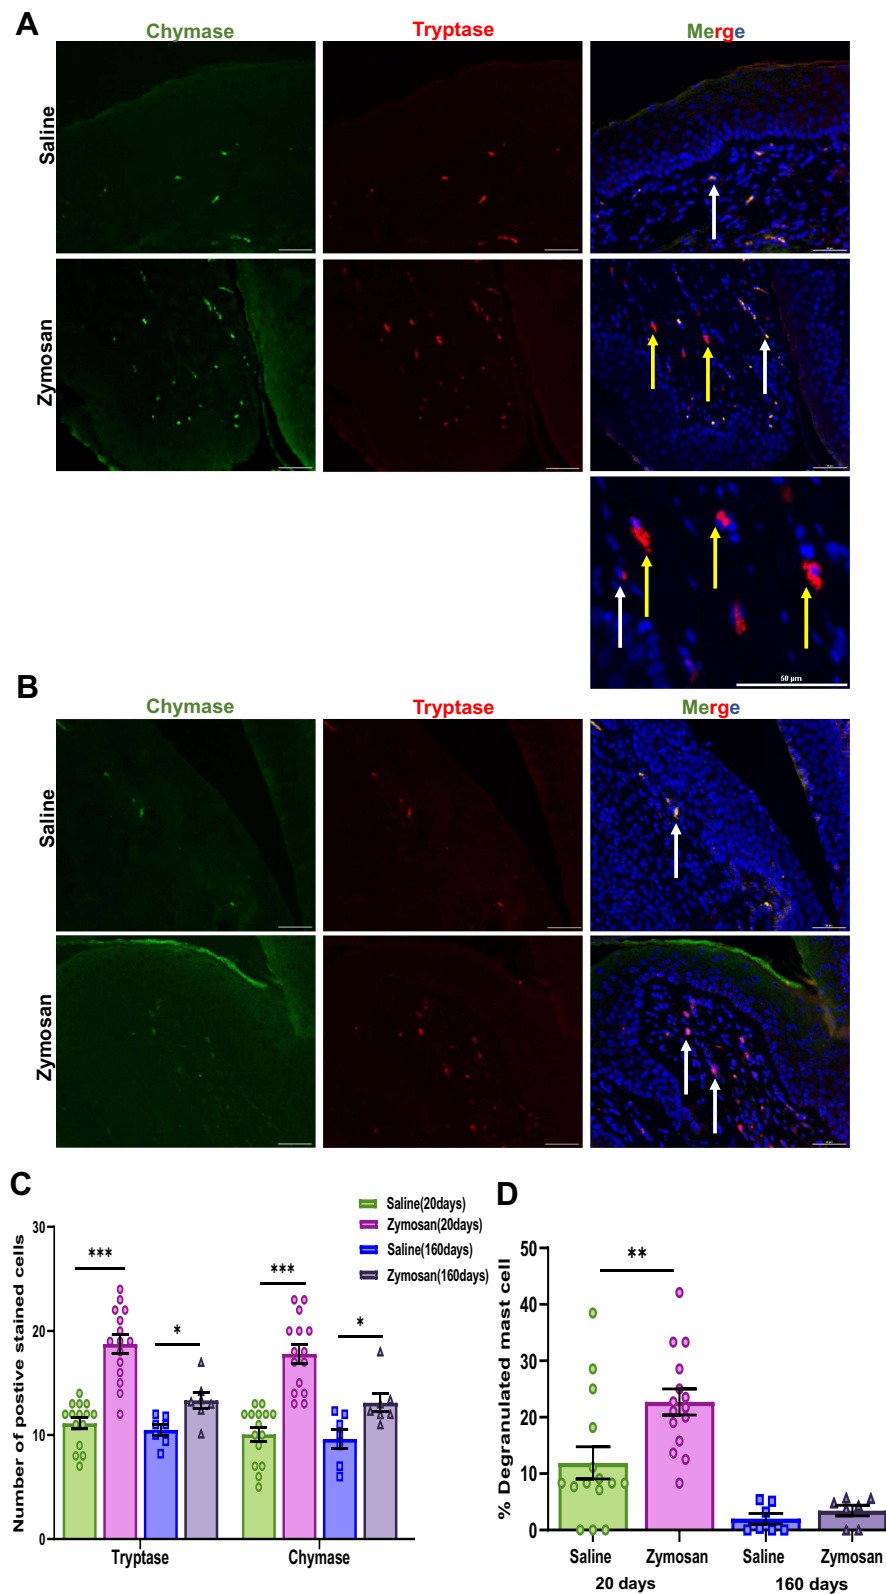 A
Chymase Tryptase Merge
Saline
Zymosan
50 µm
B
Chymase Tryptase Merge
Saline
Zymosan
C
Saline(20days)
Zymosan(20days)
Saline(160days)
Zymosan(160days)
Number of postive stained cells
30
20
10
0
***
*
***
*
Tryptase Chymase
D
% Degranulated mast cell
50
40
30
20
10
0
**
Saline Zymosan Saline Zymosan
20 days 160 days